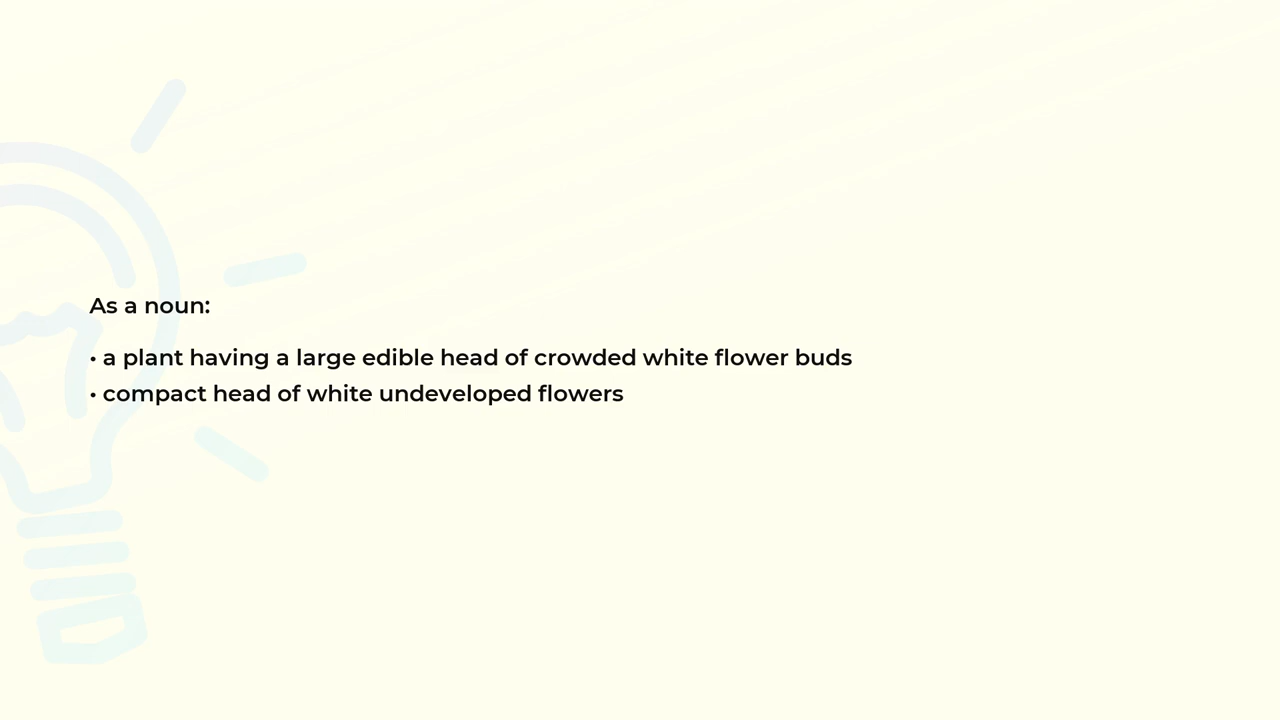 As a noun:
• a plant having a large edible head of crowded white flower buds
• compact head of white undeveloped flowers